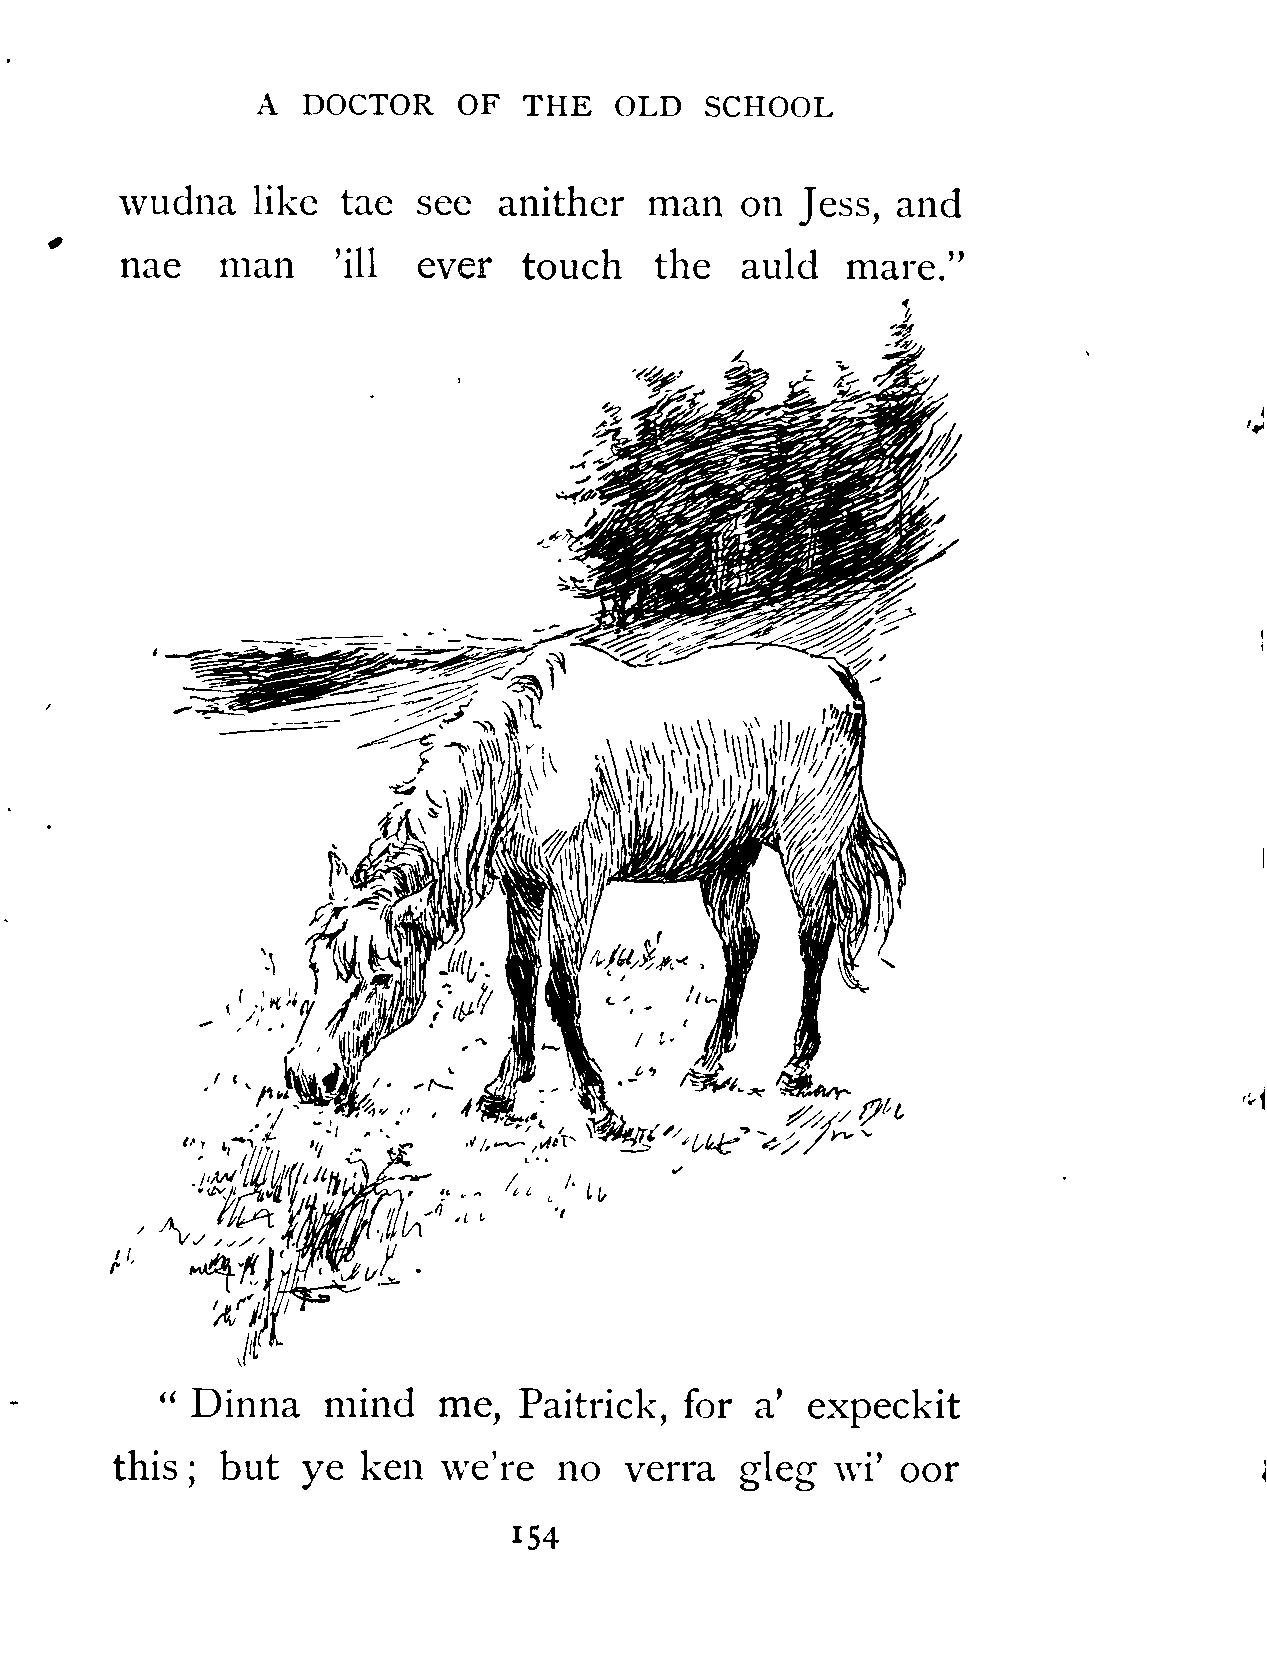 A DOCTOR OF THE OLD SCHOOL
wudna like tae see anither man on Jess, and
nae man 'ill ever touch the auld mare.”
“ Dinna mind me, Paitrick, for a' expeckit
this ; but ye ken we're no verra gleg wi' oor
154